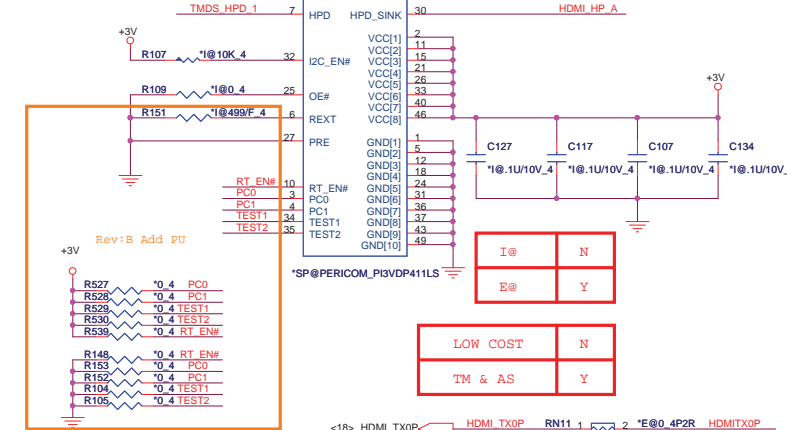 TMDS_HPD_1 7 HPD HPD_SINK 30 HDMI_HP_A
+3V
R107 *I@10K_4 32 I2C_EN#
R109 *I@0_4 25 OE#
R151 *I@499/F_4 6 REXT
27 PRE
VCC[1] 2
VCC[2] 11
VCC[3] 15
VCC[4] 21
VCC[5] 26
VCC[6] 33
VCC[7] 40
VCC[8] 46
+3V
GND[1] 1
GND[2] 5
GND[3] 12
GND[4] 18
GND[5] 24
GND[6] 31
GND[7] 36
GND[8] 37
GND[9] 43
GND[10] 49
C127 C117 C107 C134
*I@.1U/10V_4 *I@.1U/10V_4 *I@.1U/10V_4 *I@.1U/10V_
RT_EN# 10 RT_EN#
PC0 3 PC0
PC1 4 PC1
TEST1 34 TEST1
TEST2 35 TEST2
*SP@PERICOM_PI3VDP411LS
Rev:B Add PU
+3V
R527 *0_4 PC0
R528 *0_4 PC1
R529 *0_4 TEST1
R530 *0_4 TEST2
R539 *0_4 RT_EN#
R148 *0_4 RT_EN#
R153 *0_4 PC0
R152 *0_4 PC1
R104 *0_4 TEST1
R105 *0_4 TEST2
I@ N
E@ Y
LOW COST N
TM & AS Y
<18> HDMI_TX0P HDMI_TX0P RN11 1 2 *E@0_4P2R HDMITX0P